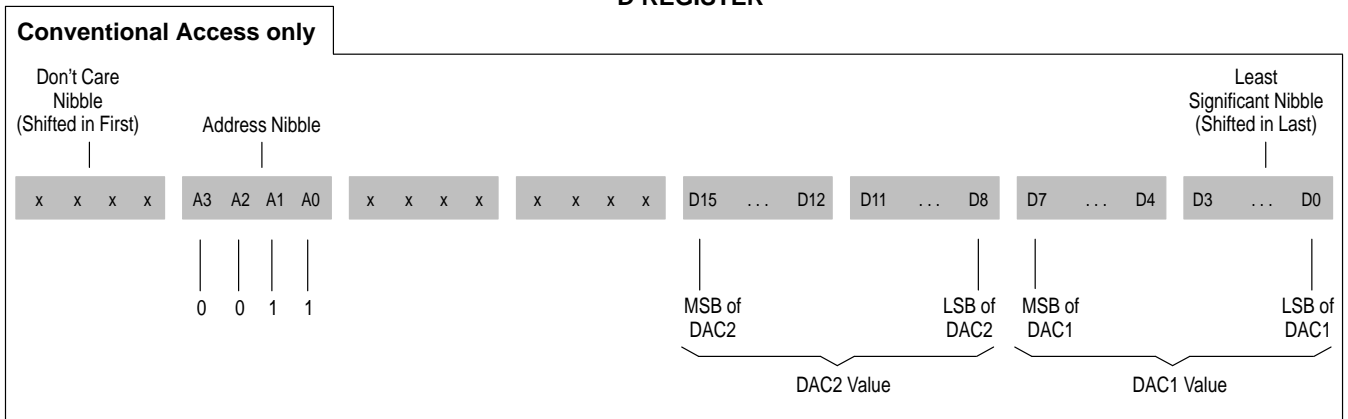 D REGISTER
Conventional Access only
Don't Care
Nibble
(Shifted in First)
Address Nibble
Least
Significant Nibble
(Shifted in Last)
x x x x A3 A2 A1 A0 x x x x x x x x D15 ... D12 D11 ... D8 D7 ... D4 D3 ... D0
0 0 1 1
MSB of
DAC2
LSB of
DAC2
MSB of
DAC1
LSB of
DAC1
DAC2 Value
DAC1 Value